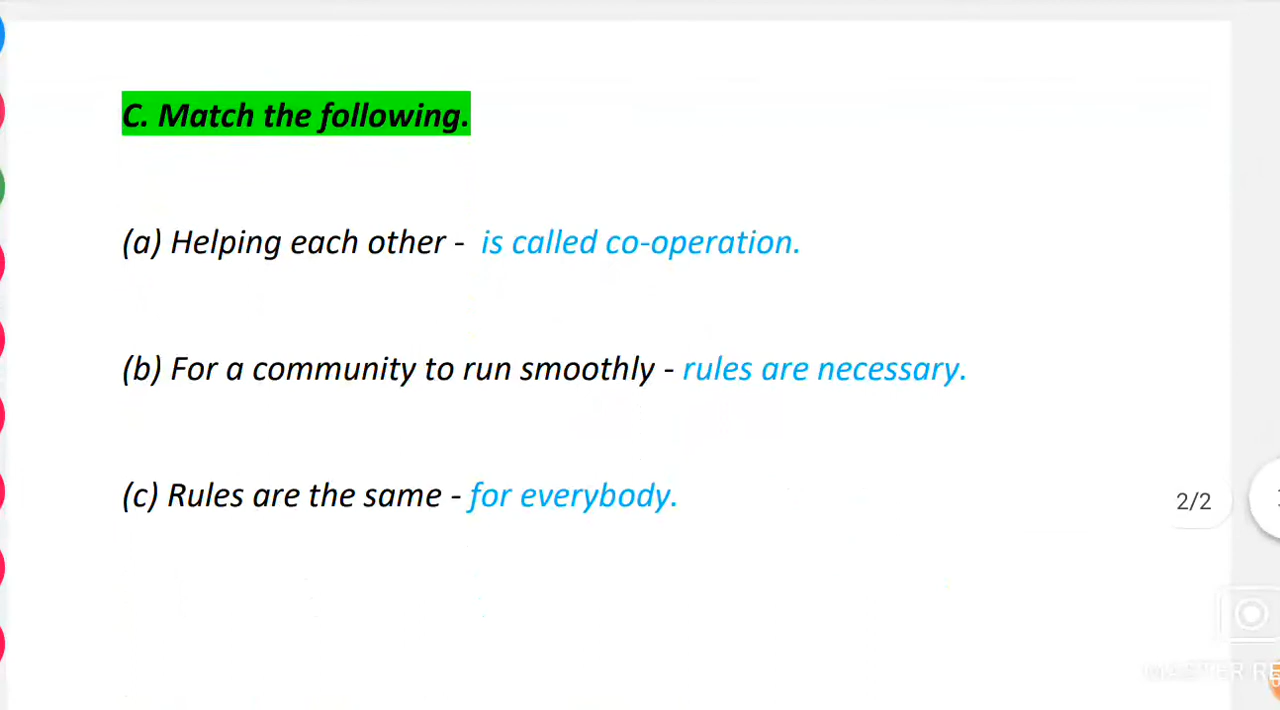 C. Match the following.
(a) Helping each other - is called co-operation.
(b) For a community to run smoothly - rules are necessary.
(c) Rules are the same - for everybody.
2/2